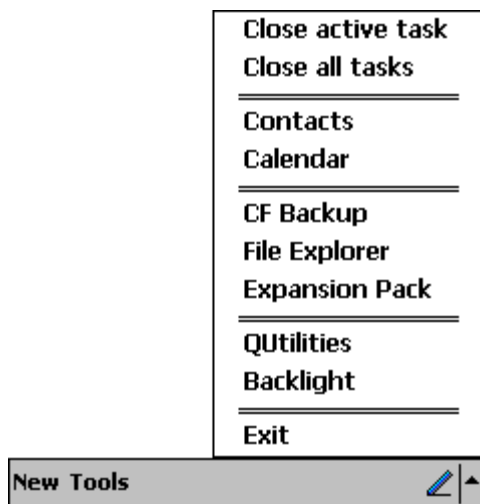 Close active task
Close all tasks
Contacts
Calendar
CF Backup
File Explorer
Expansion Pack
QUtilities
Backlight
Exit
New Tools